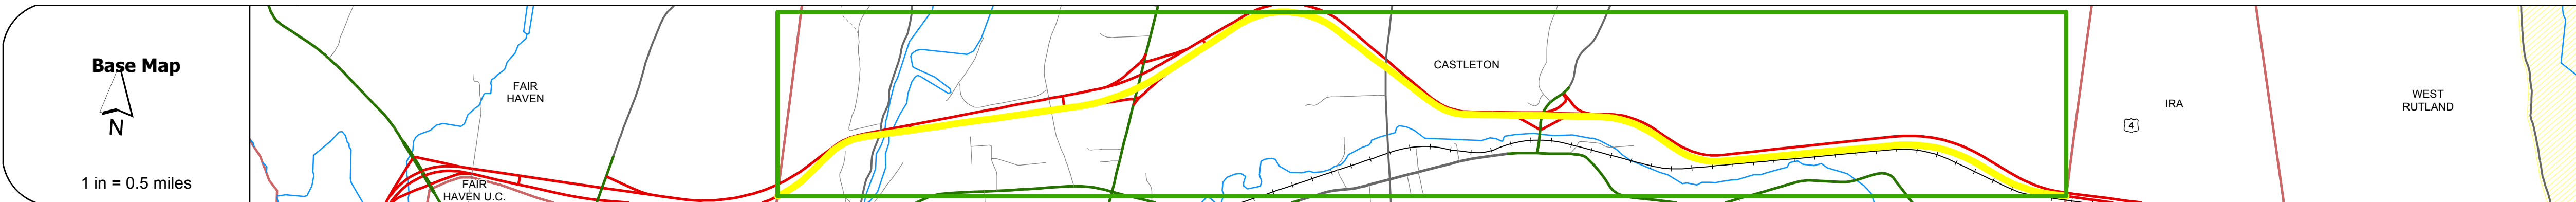 Base Map
N
1 in = 0.5 miles
FAIR
HAVEN
FAIR
HAVEN U.C.
CASTLETON
IRA
4
WEST
RUTLAND